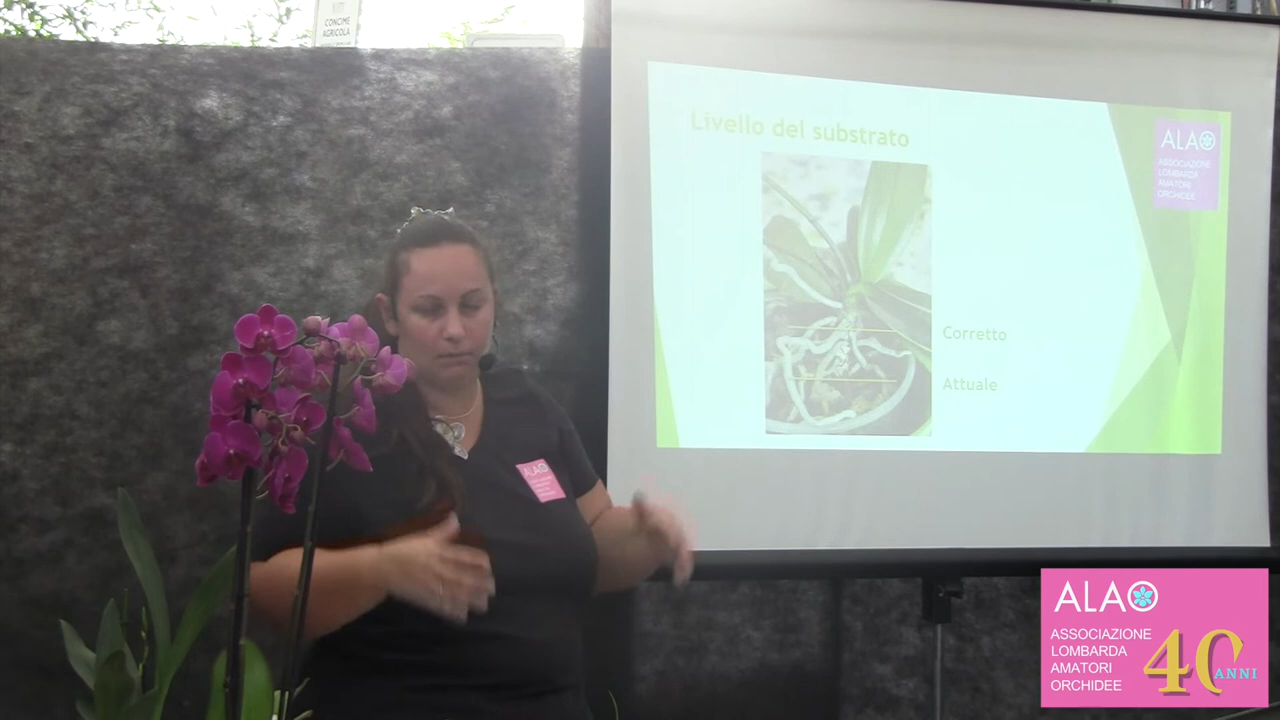 CONCIME
AGRICOLA
Livello del substrato
ALAO
ASSOCIAZIONE
LOMBARDA
AMATORI
ORCHIDEE
Corretto
Attuale
ALAO
ALAO
ASSOCIAZIONE
LOMBARDA
AMATORI
ORCHIDEE
40
ANNI